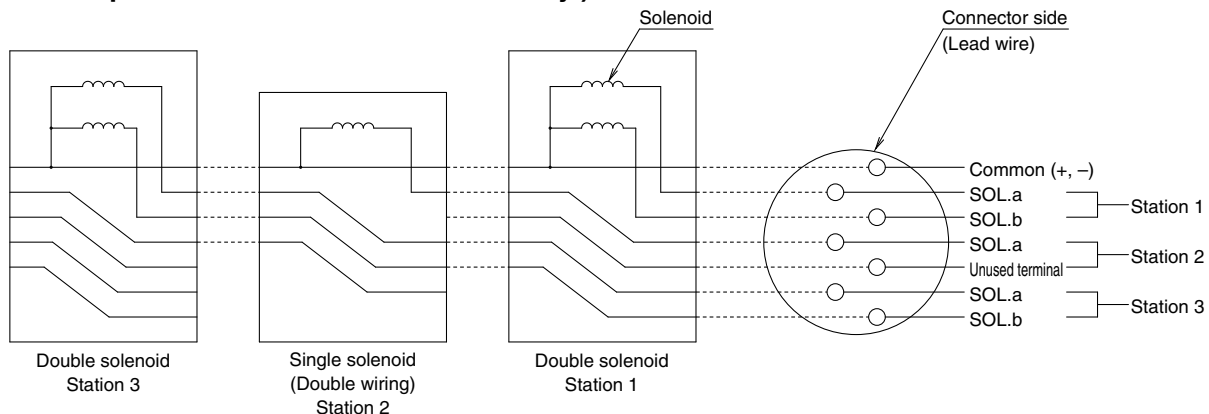 Solenoid
Connector side
(Lead wire)
Common (+, –)
SOL.a
SOL.b
Station 1
SOL.a
Unused terminal
Station 2
SOL.a
SOL.b
Station 3
Double solenoid
Station 3
Single solenoid
(Double wiring)
Station 2
Double solenoid
Station 1